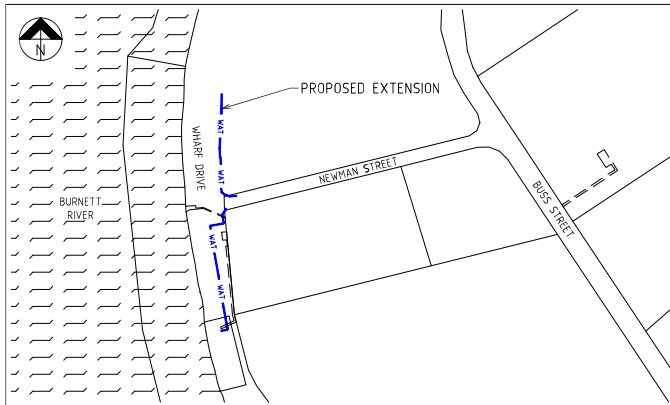 N
PROPOSED EXTENSION
WHARF DRIVE
WAT
WAT
NEWMAN STREET
BURNETT
RIVER
BUSS STREET
WAT
WAT